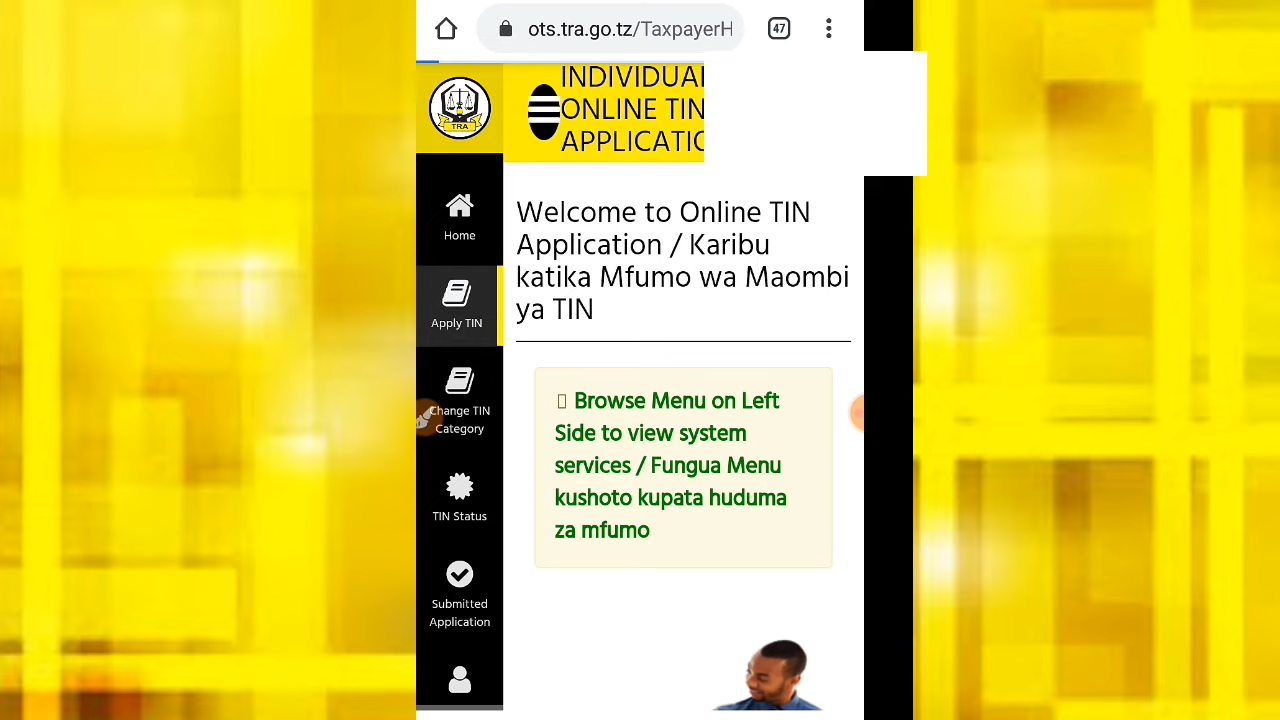 ots.tra.go.tz/TaxpayerH
47
INDIVIDUAL
ONLINE TIN
APPLICATIO
TRA
Home
Apply TIN
Change TIN
Category
TIN Status
Submitted
Application
Welcome to Online TIN
Application / Karibu
katika Mfumo wa Maombi
ya TIN
Browse Menu on Left
Side to view system
services / Fungua Menu
kushoto kupata huduma
za mfumo